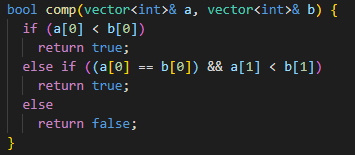 bool comp(vector<int>& a, vector<int>& b) {
  if (a[0] < b[0])
    return true;
  else if ((a[0] == b[0]) && a[1] < b[1])
    return true;
  else
    return false;
}